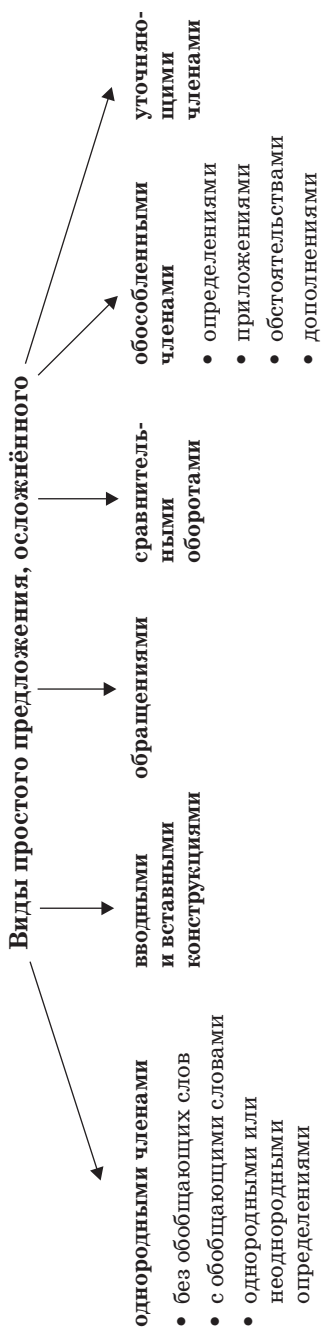 Виды простого предложения, осложнённого
однородными членами
• без обобщающих слов
• с обобщающими словами
• однородными или
неоднородными
определениями
вводными
и вставными
конструкциями
обращениями
сравнитель-
ными
оборотами
обособленными
членами
• определениями
• приложениями
• обстоятельствами
• дополнениями
уточняю-
щими
членами